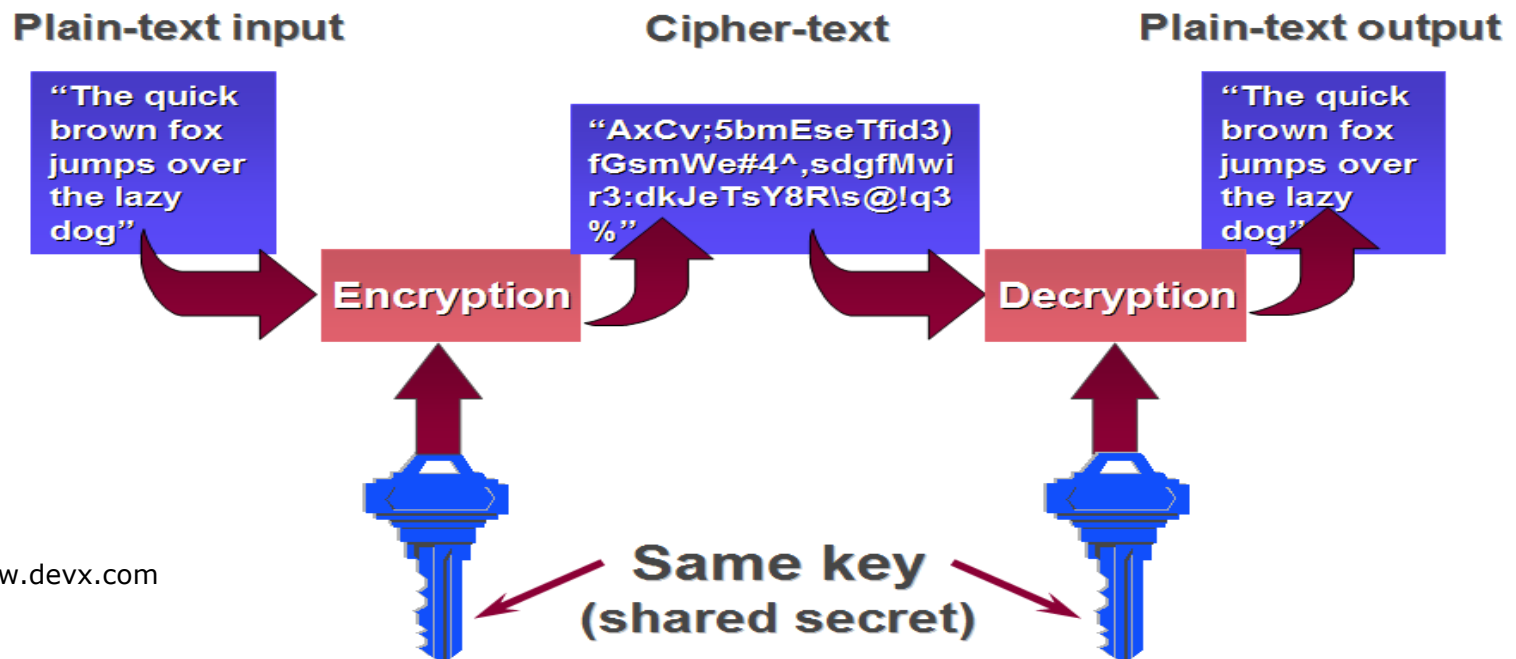 Plain-text input
Cipher-text
Plain-text output
“The quick
brown fox
jumps over
the lazy
dog”
“AxCv;5bmEseTfid3)
fGsmWe#4^,sdgfMwi
r3:dkJeTsY8R\s@!q3
%”
“The quick
brown fox
jumps over
the lazy
dog”
Encryption
Decryption
Same key
(shared secret)
w.devx.com